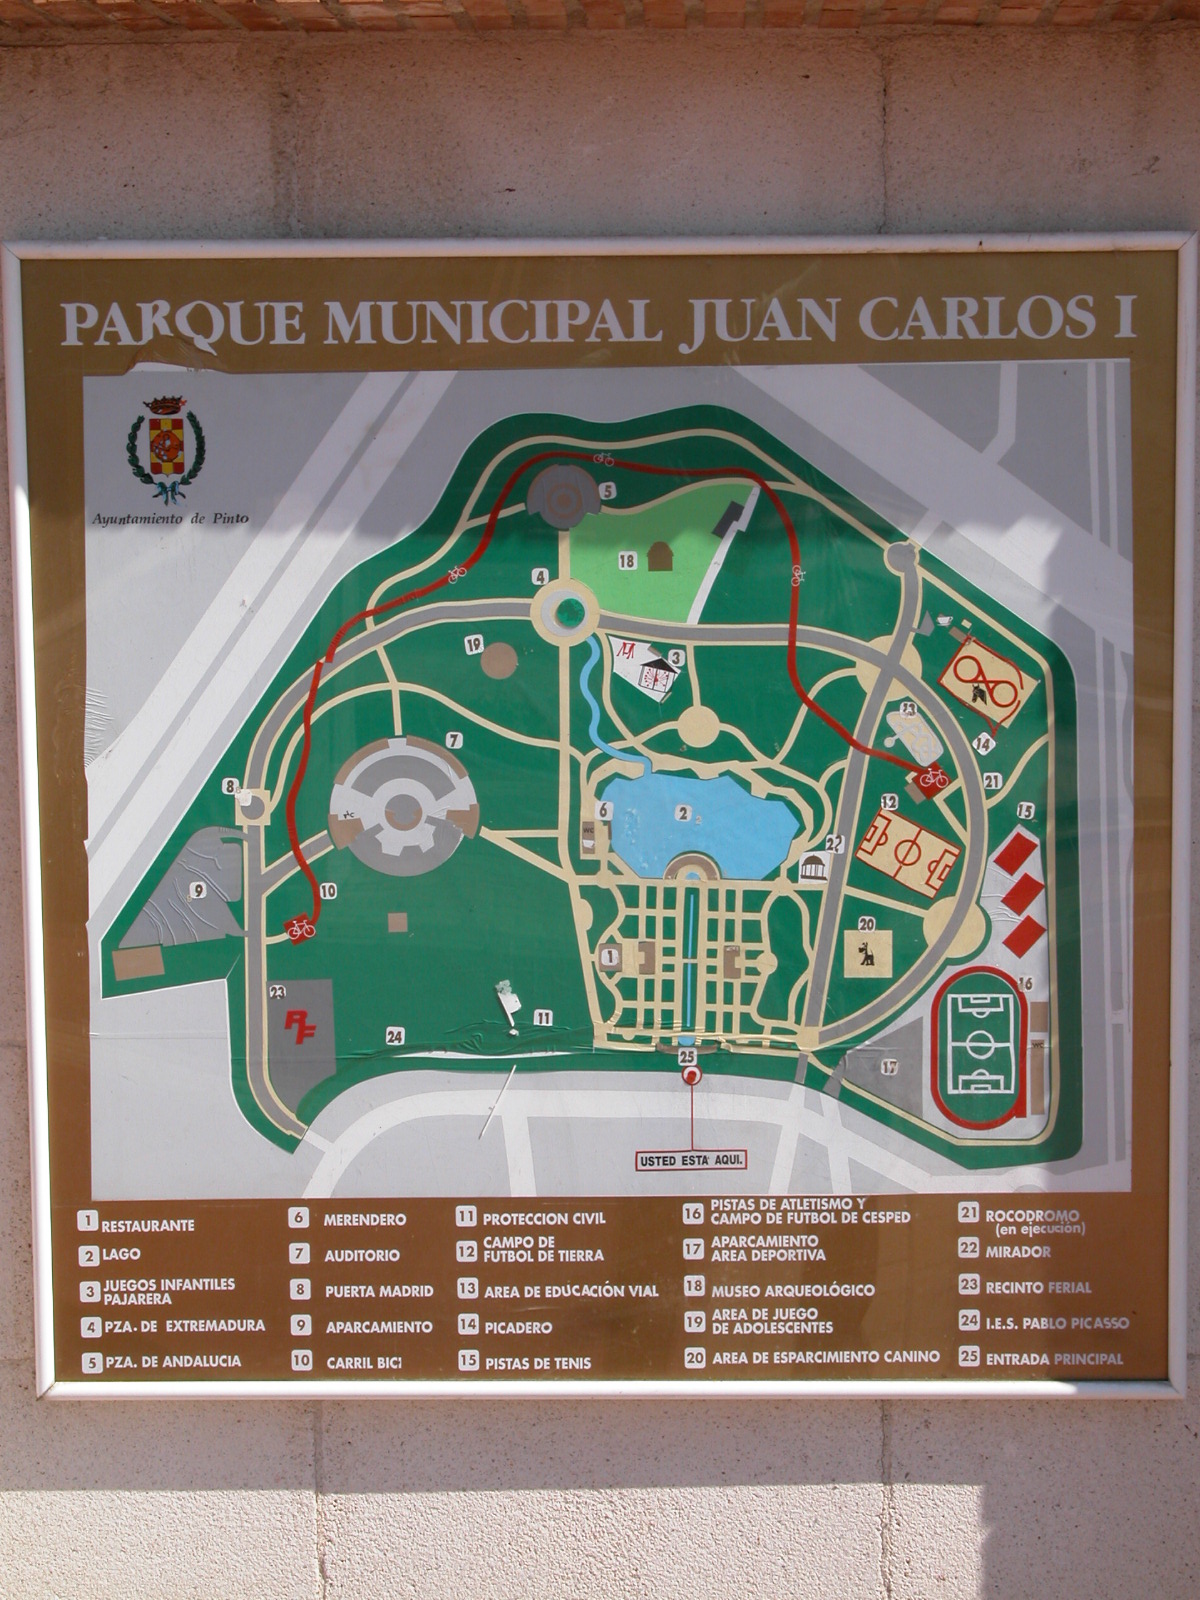 PARQUE MUNICIPAL JUAN CARLOS I
Ayuntamiento de Pinto
5
18
4
19
3
7
13
14
21
8
12
15
6
2
2
WC
22
9
10
20
1
23
RF
16
11
24
25
17
WC
USTED ESTA AQUI.
1 RESTAURANTE
2 LAGO
3 JUEGOS INFANTILES
PAJARERA
4 PZA. DE EXTREMADURA
5 PZA. DE ANDALUCIA
6 MERENDERO
7 AUDITORIO
8 PUERTA MADRID
9 APARCAMIENTO
10 CARRIL BICI
11 PROTECCION CIVIL
12 CAMPO DE
FUTBOL DE TIERRA
13 AREA DE EDUCACIÓN VIAL
14 PICADERO
15 PISTAS DE TENIS
16 PISTAS DE ATLETISMO Y
CAMPO DE FUTBOL DE CESPED
17 APARCAMIENTO
AREA DEPORTIVA
18 MUSEO ARQUEOLÓGICO
19 AREA DE JUEGO
DE ADOLESCENTES
20 AREA DE ESPARCIMIENTO CANINO
21 ROCODROMO
(en ejecución)
22 MIRADOR
23 RECINTO FERIAL
24 I.E.S. PABLO PICASSO
25 ENTRADA PRINCIPAL